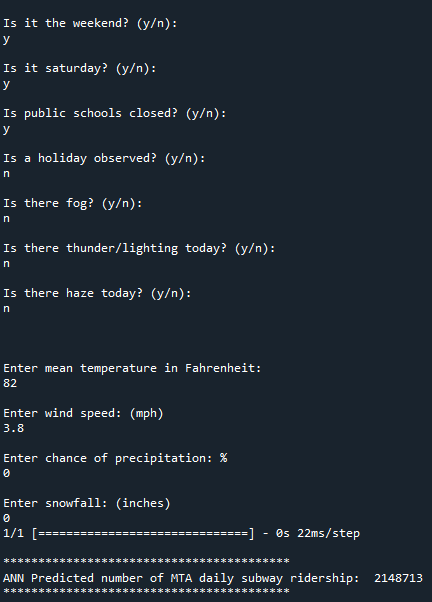 Is it the weekend? (y/n):
y
Is it saturday? (y/n):
y
Is public schools closed? (y/n):
y
Is a holiday observed? (y/n):
n
Is there fog? (y/n):
n
Is there thunder/lighting today? (y/n):
n
Is there haze today? (y/n):
n
Enter mean temperature in Fahrenheit:
82
Enter wind speed: (mph)
3.8
Enter chance of precipitation: %
0
Enter snowfall: (inches)
0
1/1 [==============================] - 0s 22ms/step
*****************************************
ANN Predicted number of MTA daily subway ridership:  2148713
*****************************************